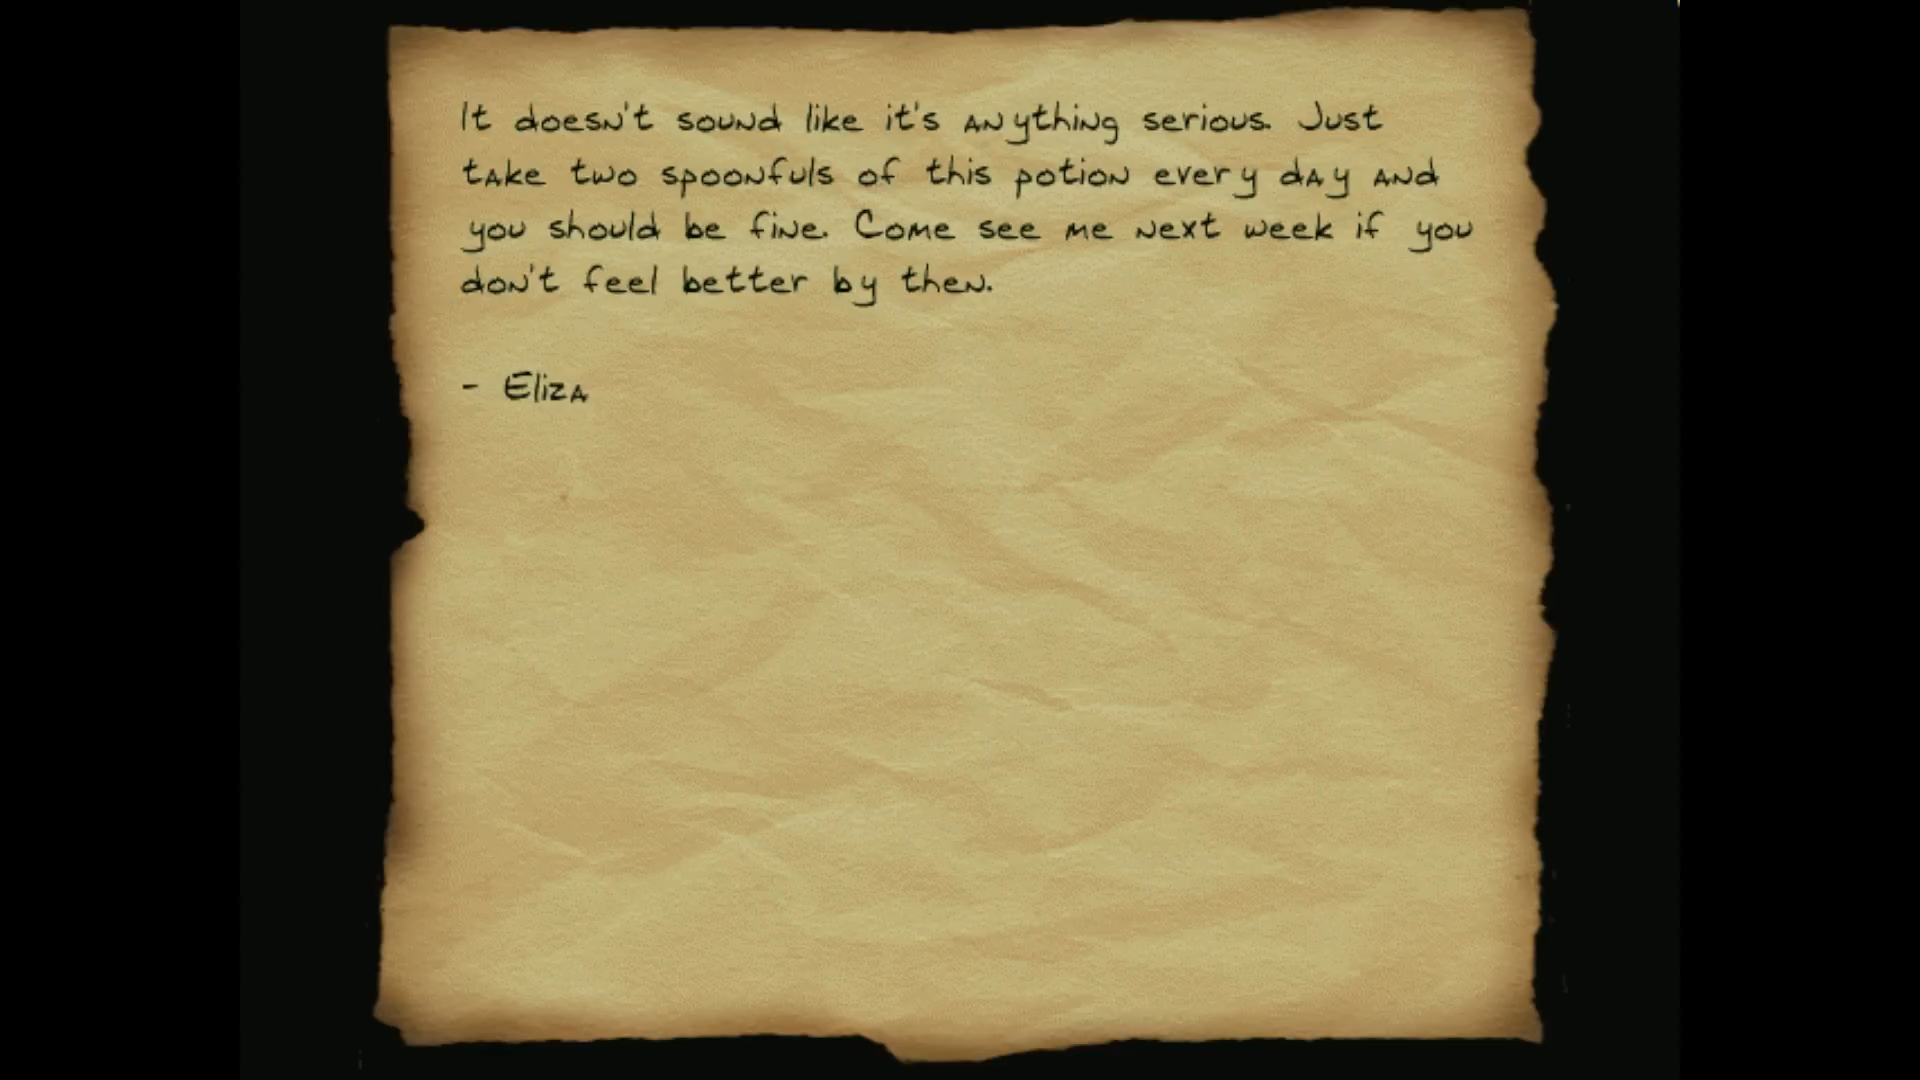 It doesn't sound like it's anything serious. Just
take two spoonfuls of this potion every day and
you should be fine. Come see me next week if you
don't feel better by then.
- Eliza